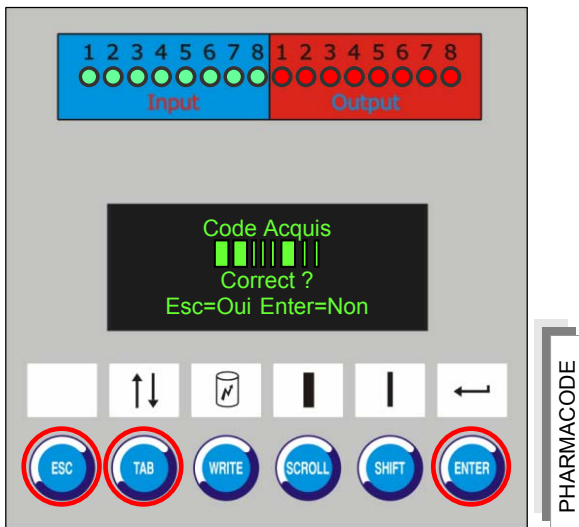 1 2 3 4 5 6 7 8 1 2 3 4 5 6 7 8
Input Output
Code Acquis
Correct ?
Esc=Oui Enter=Non
ESC TAB WRITE SCROLL SHIFT ENTER
PHARMACODE